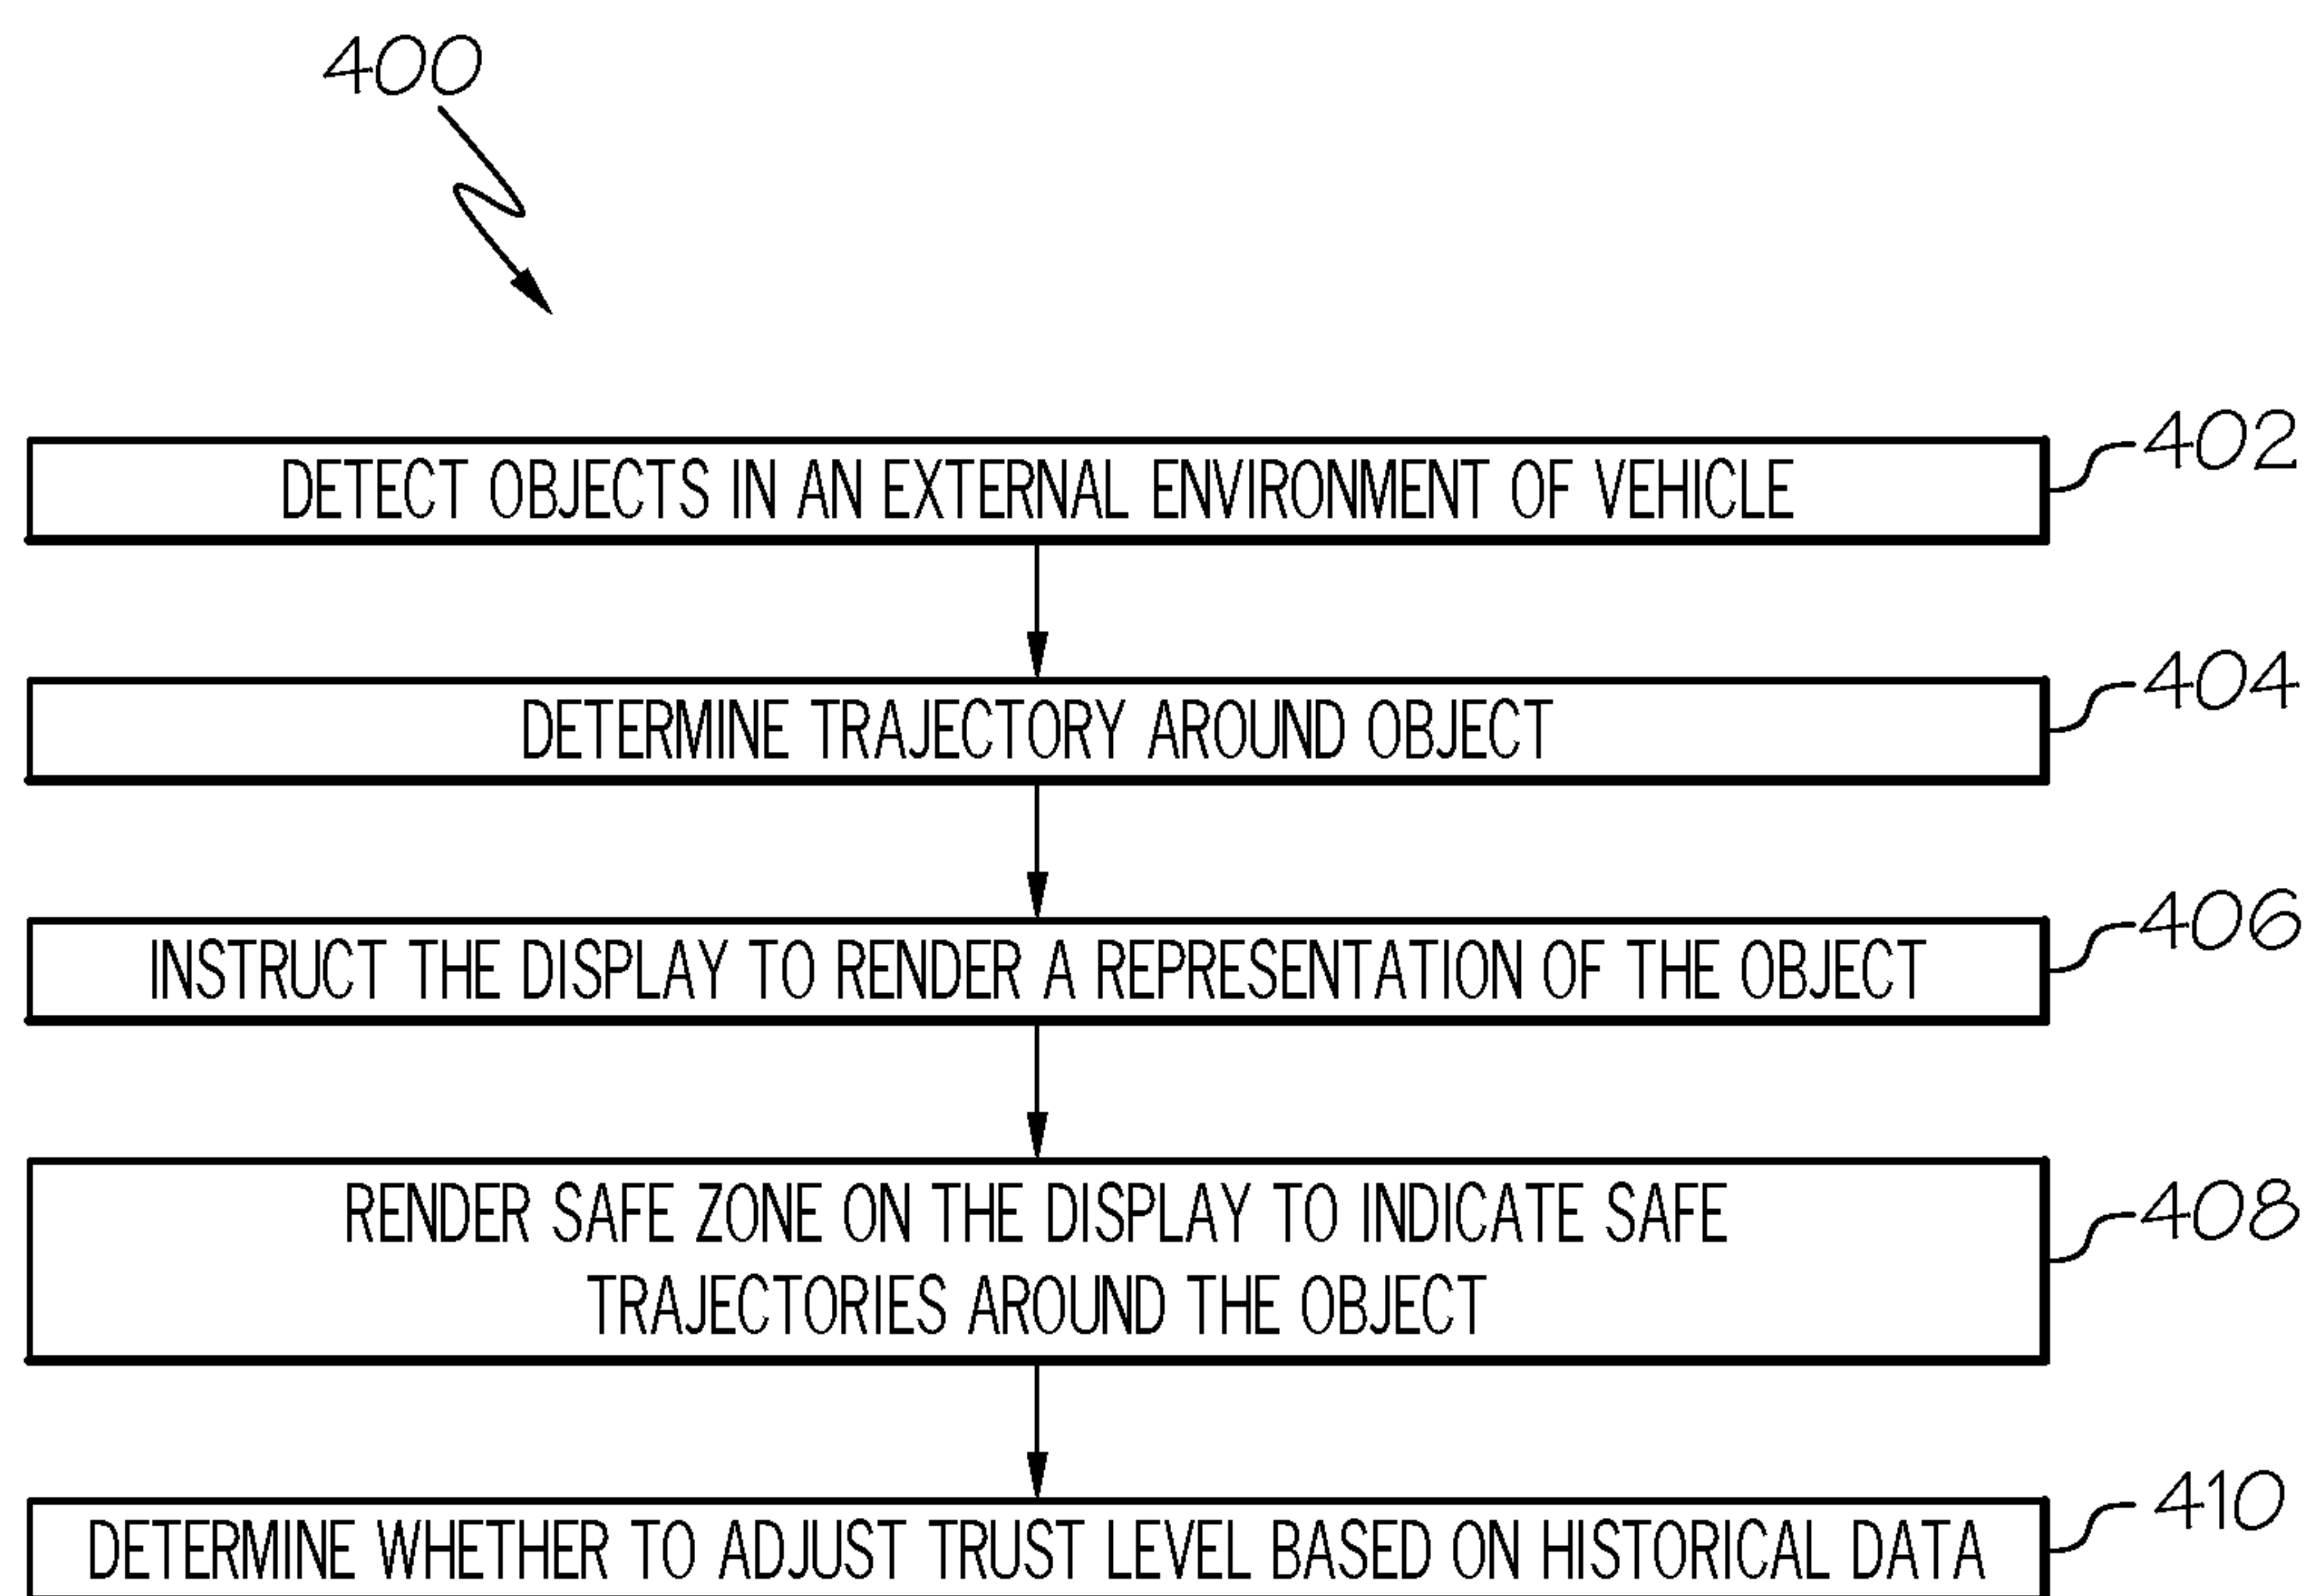 400
DETECT OBJECTS IN AN EXTERNAL ENVIRONMENT OF VEHICLE
402
DETERMINE TRAJECTORY AROUND OBJECT
404
INSTRUCT THE DISPLAY TO RENDER A REPRESENTATION OF THE OBJECT
406
RENDER SAFE ZONE ON THE DISPLAY TO INDICATE SAFE
TRAJECTORIES AROUND THE OBJECT
408
DETERMINE WHETHER TO ADJUST TRUST LEVEL BASED ON HISTORICAL DATA
410